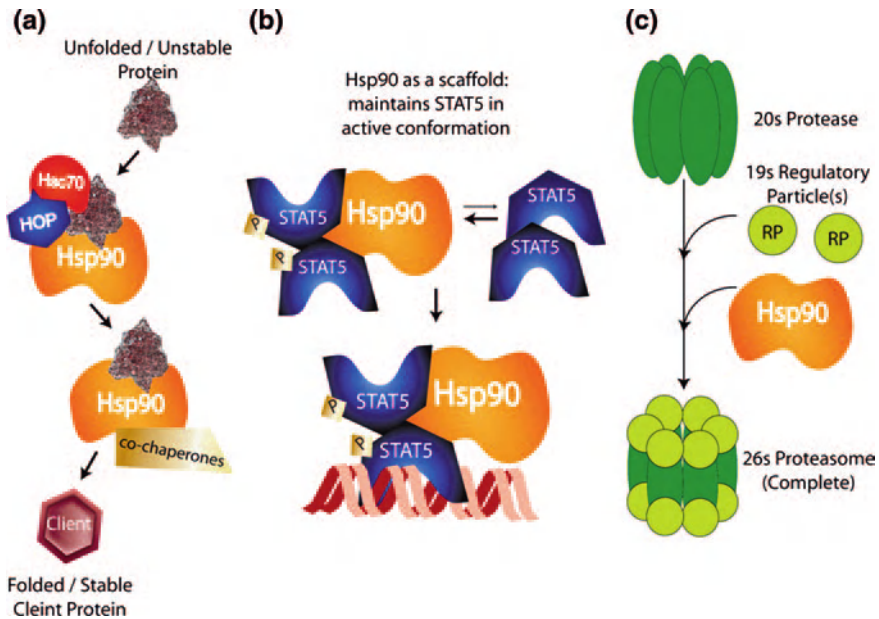 (a)
Unfolded / Unstable
Protein
Hsc70
HOP
Hsp90
Hsp90
co-chaperones
Client
Folded / Stable
Cleint Protein
(b)
Hsp90 as a scaffold:
maintains STAT5 in
active conformation
STAT5
Hsp90
P
P
STAT5
STAT5
Hsp90
P
P
STAT5
(c)
20s Protease
19s Regulatory
Particle(s)
RP
RP
Hsp90
26s Proteasome
(Complete)